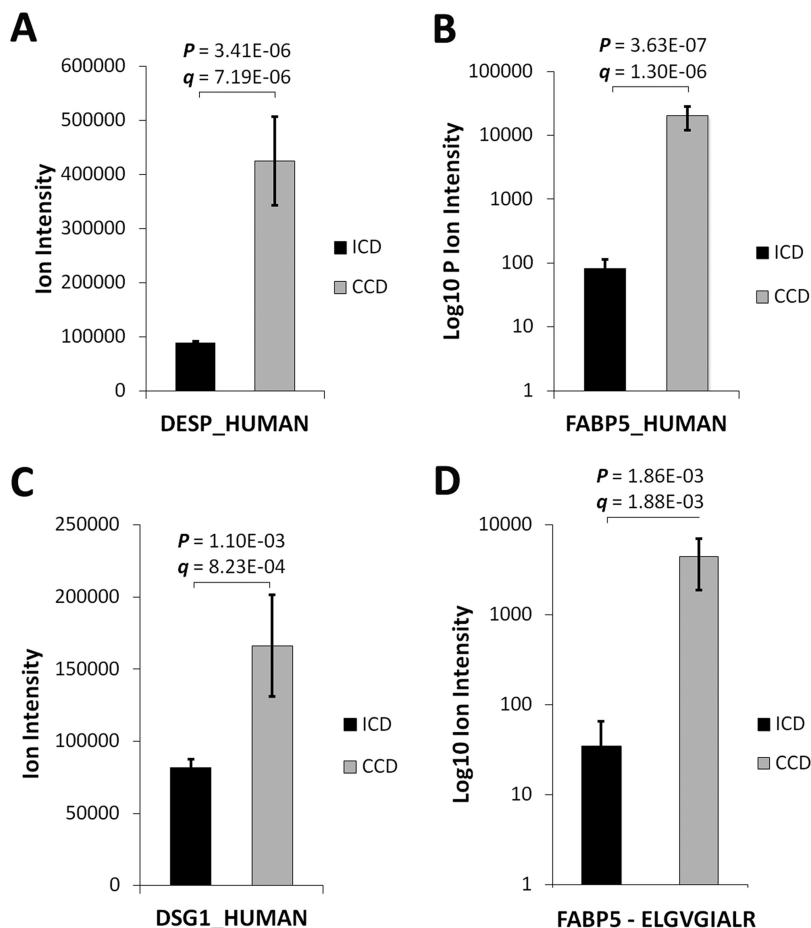 A
P = 3.41E-06
q = 7.19E-06
600000
500000
400000
300000
200000
100000
0
Ion Intensity
ICD
CCD
DESP_HUMAN
B
P = 3.63E-07
q = 1.30E-06
100000
10000
1000
100
10
1
Log10 P Ion Intensity
ICD
CCD
FABP5_HUMAN
C
P = 1.10E-03
q = 8.23E-04
250000
200000
150000
100000
50000
0
Ion Intensity
ICD
CCD
DSG1_HUMAN
D
P = 1.86E-03
q = 1.88E-03
10000
1000
100
10
1
Log10 Ion Intensity
ICD
CCD
FABP5 - ELGVGIALR